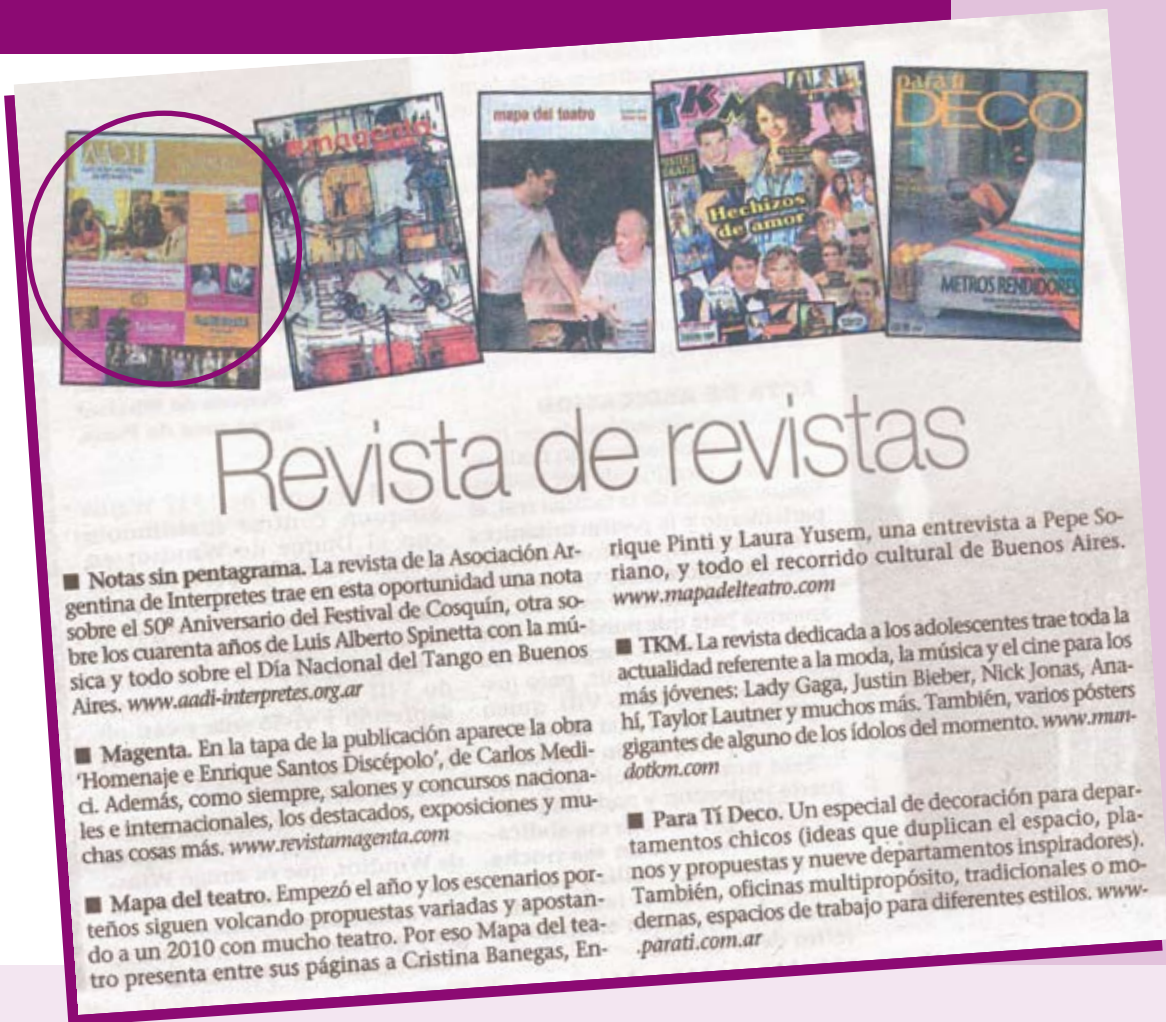 magenta
mapa del teatro
TKM
Hechizos
de amor
para ti
DECO
METROS RENDIDORES
Revista de revistas
■ Notas sin pentagrama. La revista de la Asociación Ar-
gentina de Interpretes trae en esta oportunidad una nota
sobre el 50º Aniversario del Festival de Cosquín, otra so-
bre los cuarenta años de Luis Alberto Spinetta con la mú-
sica y todo sobre el Día Nacional del Tango en Buenos
Aires. www.aadi-interpretes.org.ar
■ Magenta. En la tapa de la publicación aparece la obra
'Homenaje e Enrique Santos Discépolo', de Carlos Medi-
ci. Además, como siempre, salones y concursos naciona-
les e internacionales, los destacados, exposiciones y mu-
chas cosas más. www.revistamagenta.com
■ Mapa del teatro. Empezó el año y los escenarios por-
teños siguen volcando propuestas variadas y apostan-
do a un 2010 con mucho teatro. Por eso Mapa del tea-
tro presenta entre sus páginas a Cristina Banegas, En-
rique Pinti y Laura Yusem, una entrevista a Pepe So-
riano, y todo el recorrido cultural de Buenos Aires.
www.mapadelteatro.com
■ TKM. La revista dedicada a los adolescentes trae toda la
actualidad referente a la moda, la música y el cine para los
más jóvenes: Lady Gaga, Justin Bieber, Nick Jonas, Ana-
hí, Taylor Lautner y muchos más. También, varios pósters
gigantes de alguno de los ídolos del momento. www.mun-
dotkm.com
■ Para Ti Deco. Un especial de decoración para depar-
tamentos chicos (ideas que duplican el espacio, pla-
nos y propuestas y nueve departamentos inspiradores).
También, oficinas multipropósito, tradicionales o mo-
dernas, espacios de trabajo para diferentes estilos. www-
.parati.com.ar